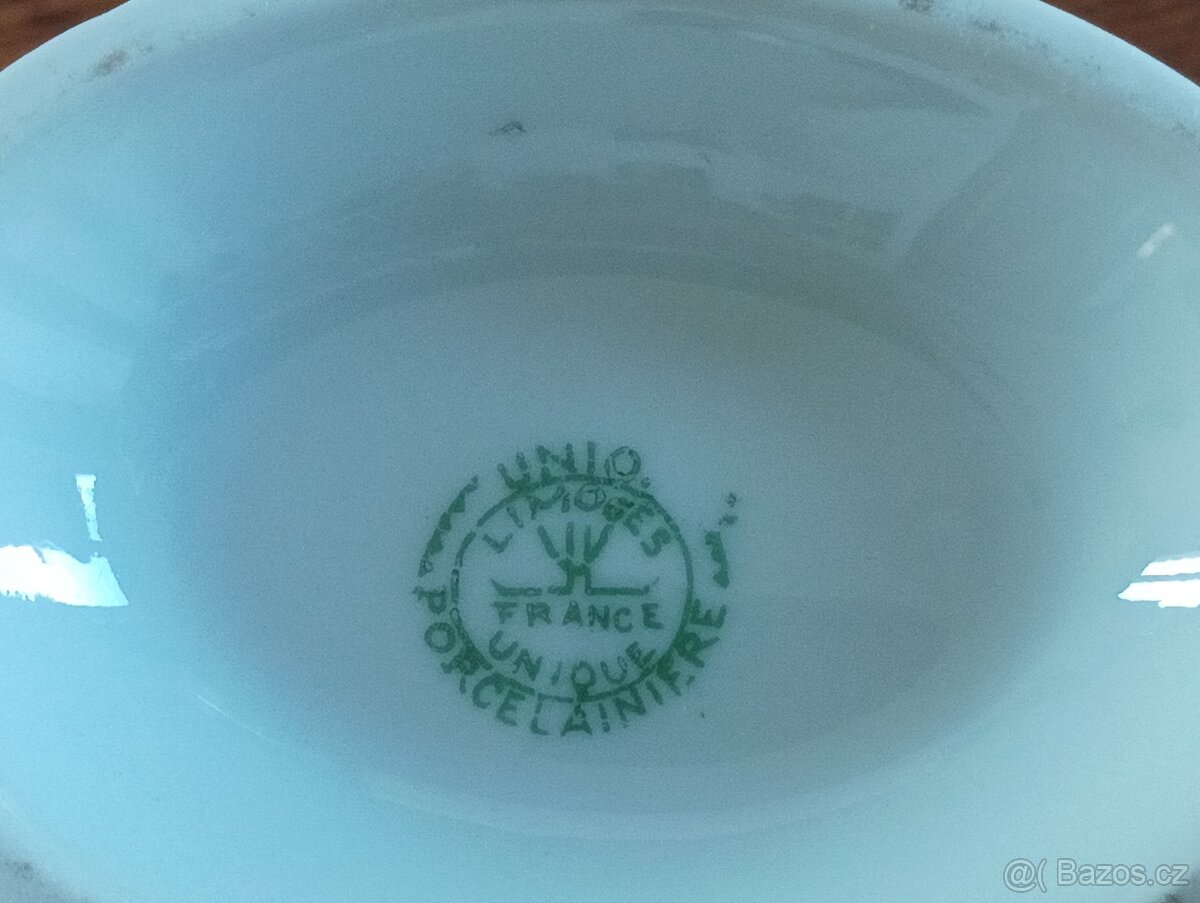 UNIO.
LIMOGES
FRANCE
UNIQUE
PORCELAINIERE
@( Bazos.cz